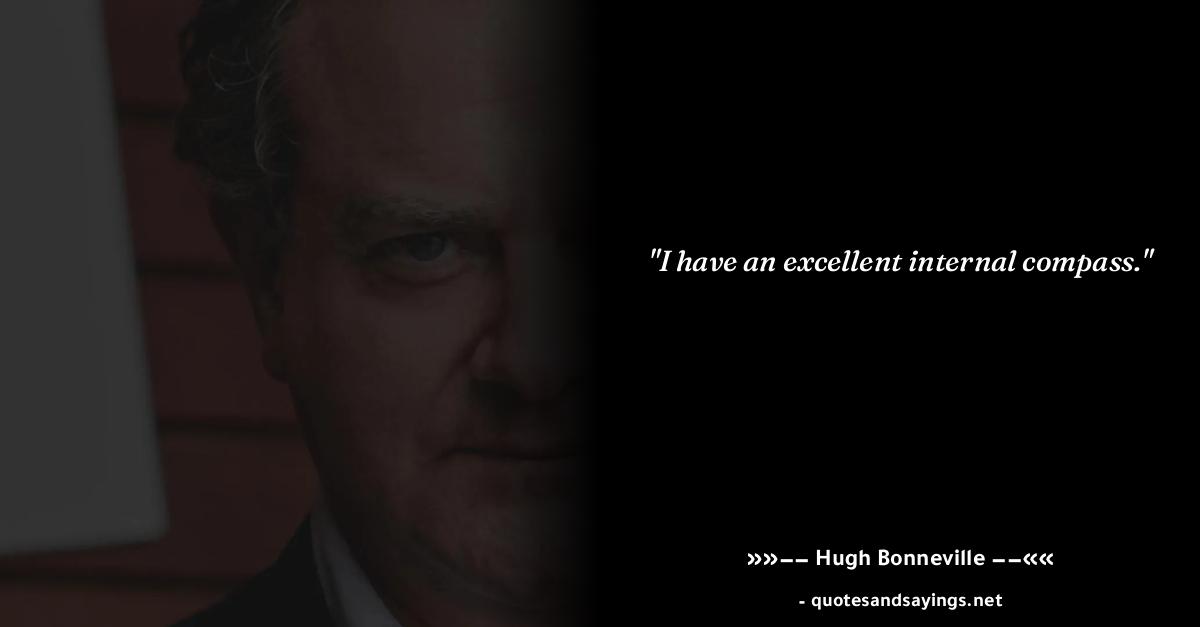 "I have an excellent internal compass."
»»−− Hugh Bonneville −−««
- quotesandsayings.net